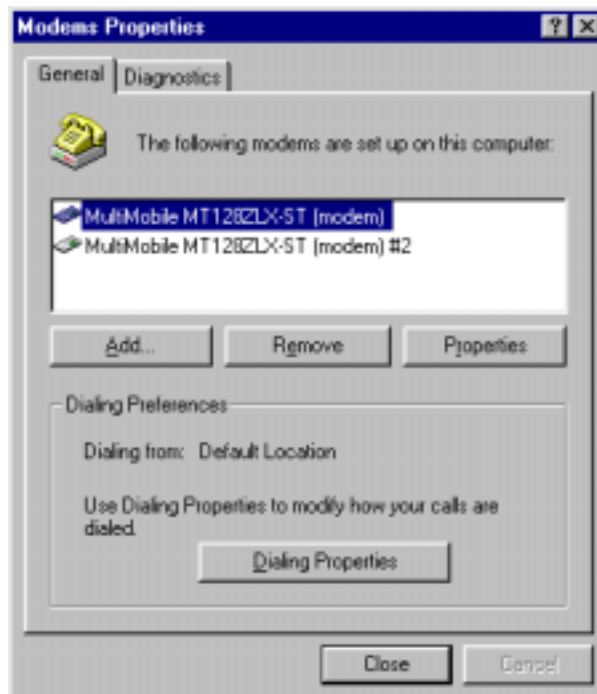 Modems Properties
General Diagnostics
The following modems are set up on this computer:
MultiMobile MT128ZLX-ST (modem)
MultiMobile MT128ZLX-ST (modem) #2
Add... Remove Properties
Dialing Preferences
Dialing from: Default Location
Use Dialing Properties to modify how your calls are
dialed.
Dialing Properties
Close Cancel